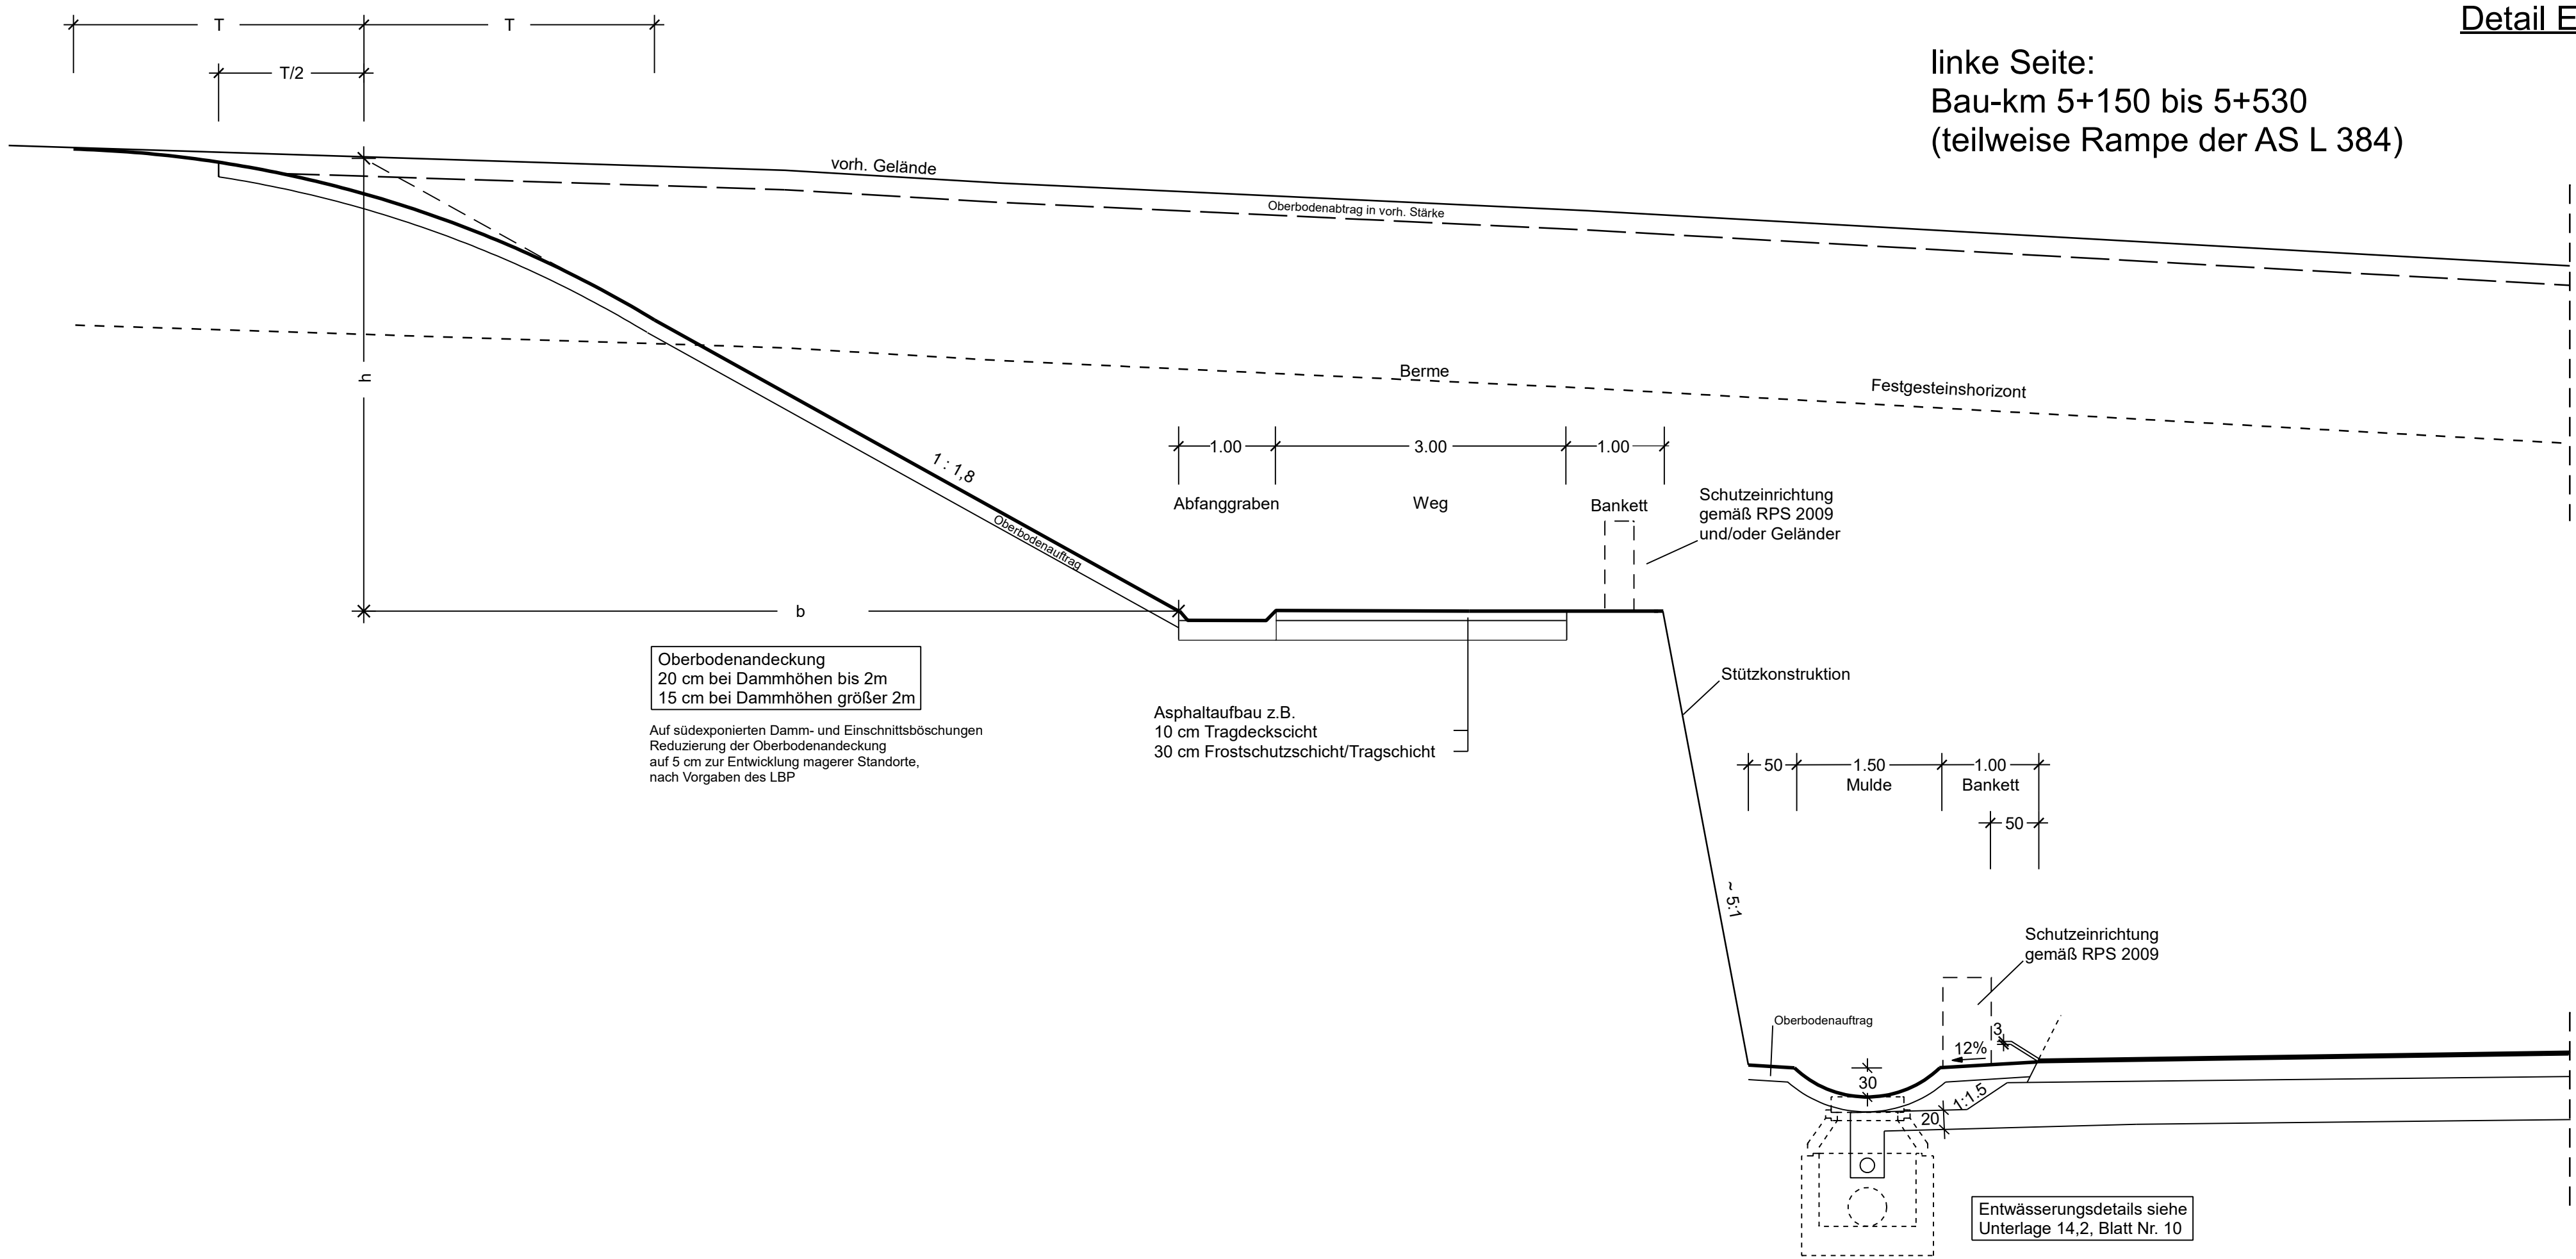 Detail E
linke Seite:
Bau-km 5+150 bis 5+530
(teilweise Rampe der AS L 384)
T
T
T/2
vorh. Gelände
Oberbodenabtrag in vorh. Stärke
h
Berme
Festgesteinshorizont
1 : 1,8
Oberbodenauftrag
1.00
3.00
1.00
Abfanggraben
Weg
Bankett
Schutzeinrichtung
gemäß RPS 2009
und/oder Geländer
b
Oberbodenandeckung
20 cm bei Dammhöhen bis 2m
15 cm bei Dammhöhen größer 2m
Auf südexponierten Damm- und Einschnittsböschungen
Reduzierung der Oberbodenandeckung
auf 5 cm zur Entwicklung magerer Standorte,
nach Vorgaben des LBP
Asphaltaufbau z.B.
10 cm Tragdeckscicht
30 cm Frostschutzschicht/Tragschicht
Stützkonstruktion
50
1.50
1.00
Mulde
Bankett
50
~ 5:1
Schutzeinrichtung
gemäß RPS 2009
Oberbodenauftrag
3
12%
30
1:1.5
20
Entwässerungsdetails siehe
Unterlage 14,2, Blatt Nr. 10